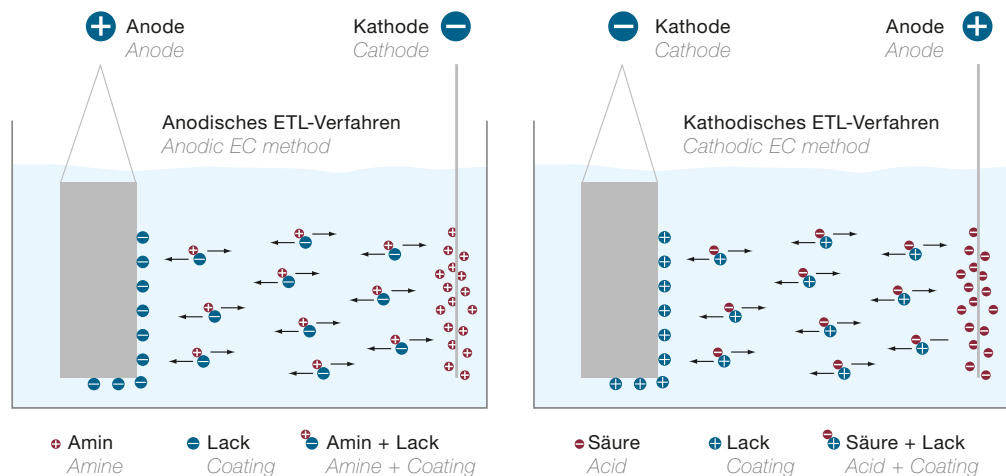 Anode
Anode
Kathode
Cathode
Anodisches ETL-Verfahren
Anodic EC method
Amin
Amine
Lack
Coating
Amin + Lack
Amine + Coating
Kathode
Cathode
Anode
Anode
Kathodisches ETL-Verfahren
Cathodic EC method
Säure
Acid
Lack
Coating
Säure + Lack
Acid + Coating